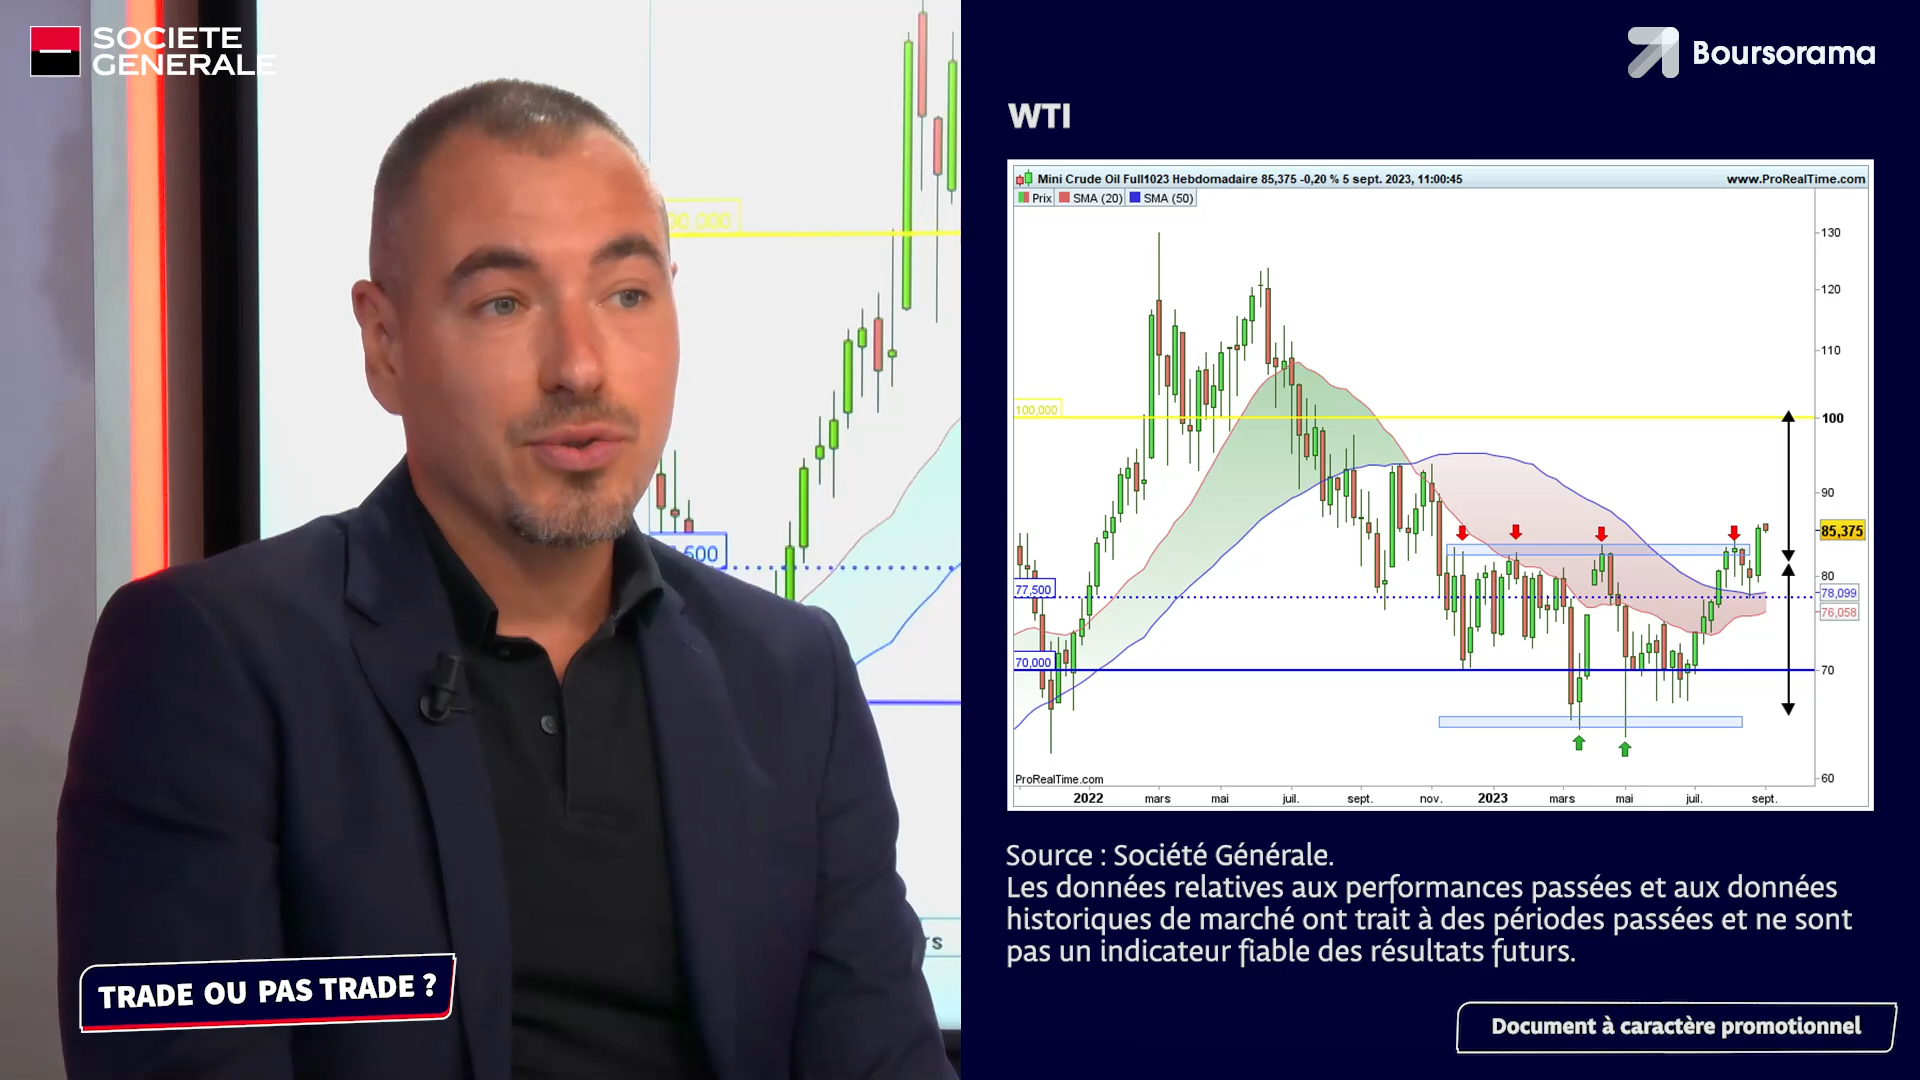 SOCIETE
GENERALE
Boursorama
WTI
Mini Crude Oil Full1023 Hebdomadaire 85,375 -0,20 % 5 sept. 2023, 11:00:45
www.ProRealTime.com
Prix SMA (20) SMA (50)
130
120
110
100,000
100
90
85,375
80
77,500
78,099
76,058
70,000
70
60
ProRealTime.com
2022 mars mai juil. sept. nov. 2023 mars mai juil. sept.
Source : Société Générale.
Les données relatives aux performances passées et aux données
historiques de marché ont trait à des périodes passées et ne sont
pas un indicateur fiable des résultats futurs.
TRADE OU PAS TRADE ?
Document à caractère promotionnel